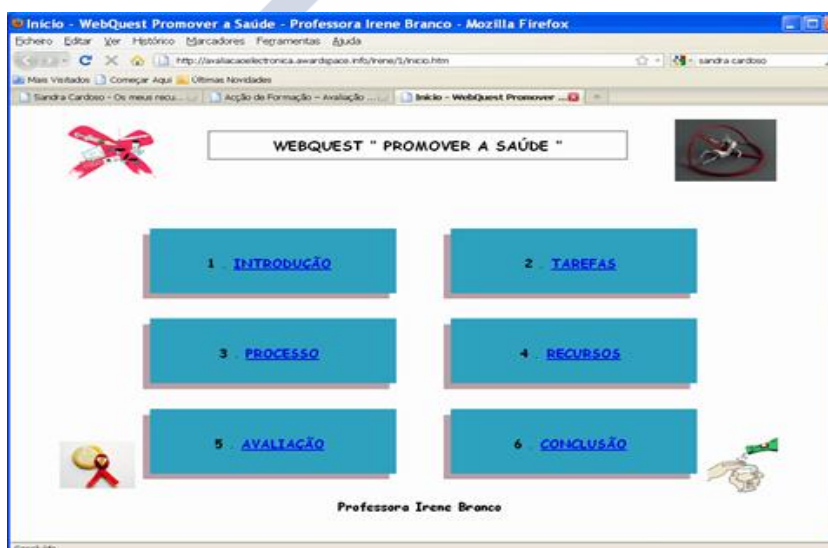 Início - WebQuest Promover a Saúde - Professora Irene Branco - Mozilla Firefox
Ficheiro Editar Ver Histórico Marcadores Ferramentas Ajuda
http://avaliacaoelectronica.awardspace.info/Irene/1/inicio.htm
sandra cardoso
Mais Visitados Começar Aqui Últimas Novidades
Sandra Cardoso - Os meus recu... Acção de Formação – Avaliação ... Início - WebQuest Promover ...
WEBQUEST " PROMOVER A SAÚDE "
1 . INTRODUÇÃO
2 . TAREFAS
3 . PROCESSO
4 . RECURSOS
5 . AVALIAÇÃO
6 . CONCLUSÃO
Professora Irene Branco